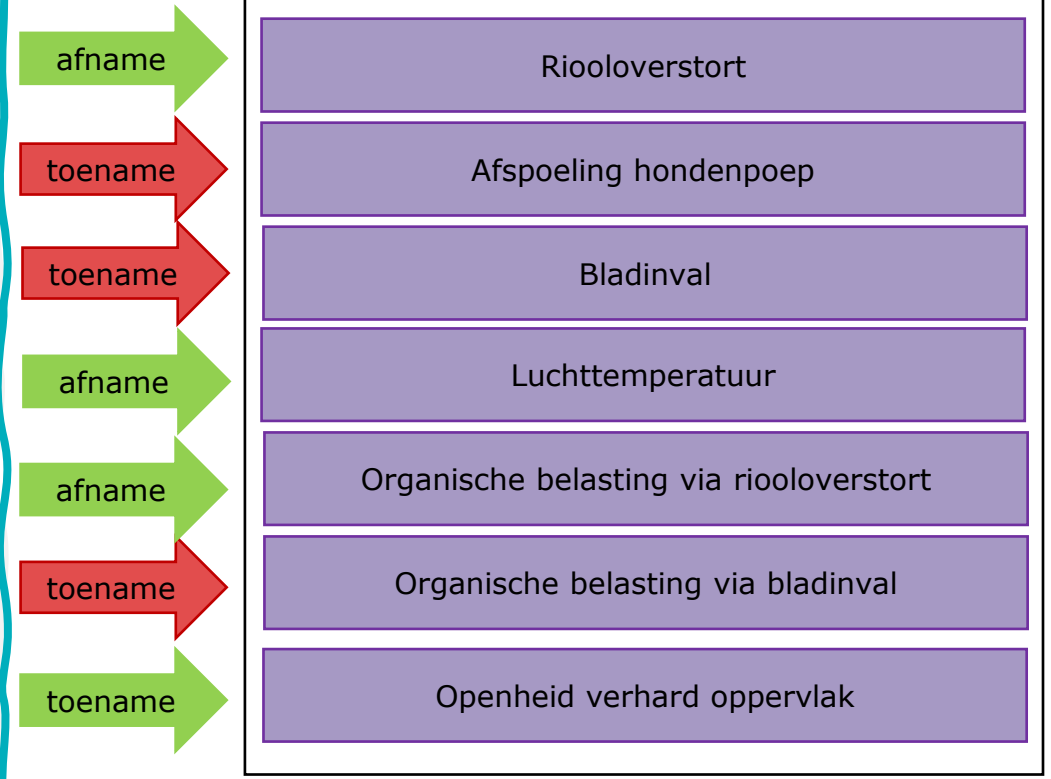 afname
Riooloverstort
toename
Afspoeling hondenpoep
toename
Bladinval
afname
Luchttemperatuur
afname
Organische belasting via riooloverstort
toename
Organische belasting via bladinval
toename
Openheid verhard oppervlak